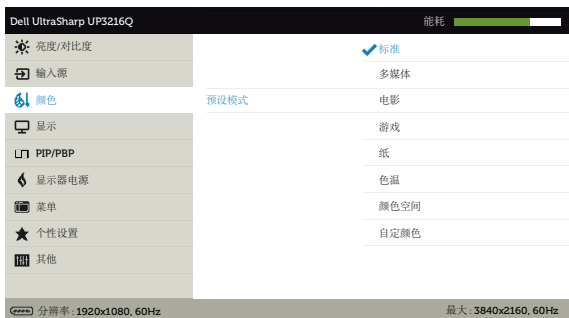 Dell UltraSharp UP3216Q 能耗
亮度/对比度 标准
输入源 多媒体
颜色 预设模式 电影
显示 游戏
PIP/PBP 纸
显示器电源 色温
菜单 颜色空间
个性设置 自定颜色
其他
分辨率: 1920x1080, 60Hz 最大: 3840x2160, 60Hz